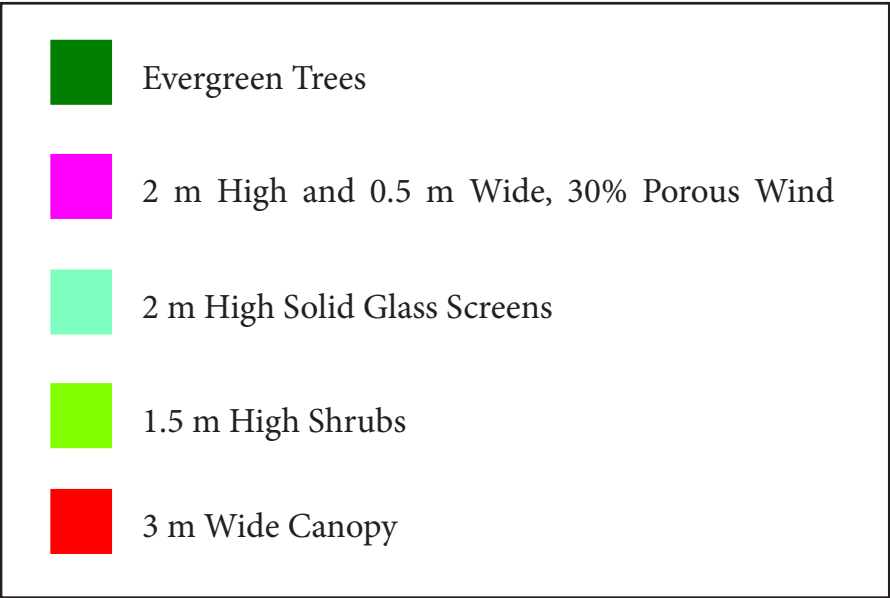 Evergreen Trees
2 m High and 0.5 m Wide, 30% Porous Wind
2 m High Solid Glass Screens
1.5 m High Shrubs
3 m Wide Canopy